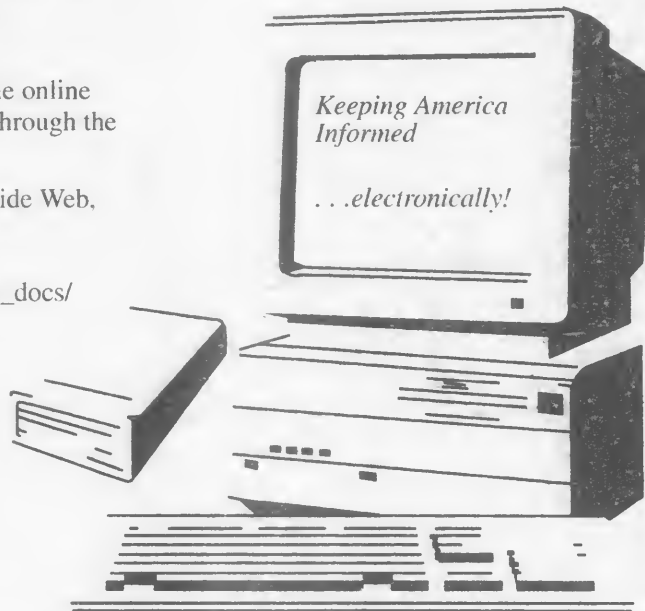 e online
hrough the
ide Web,
_docs/
Keeping America
Informed
. . .electronically!